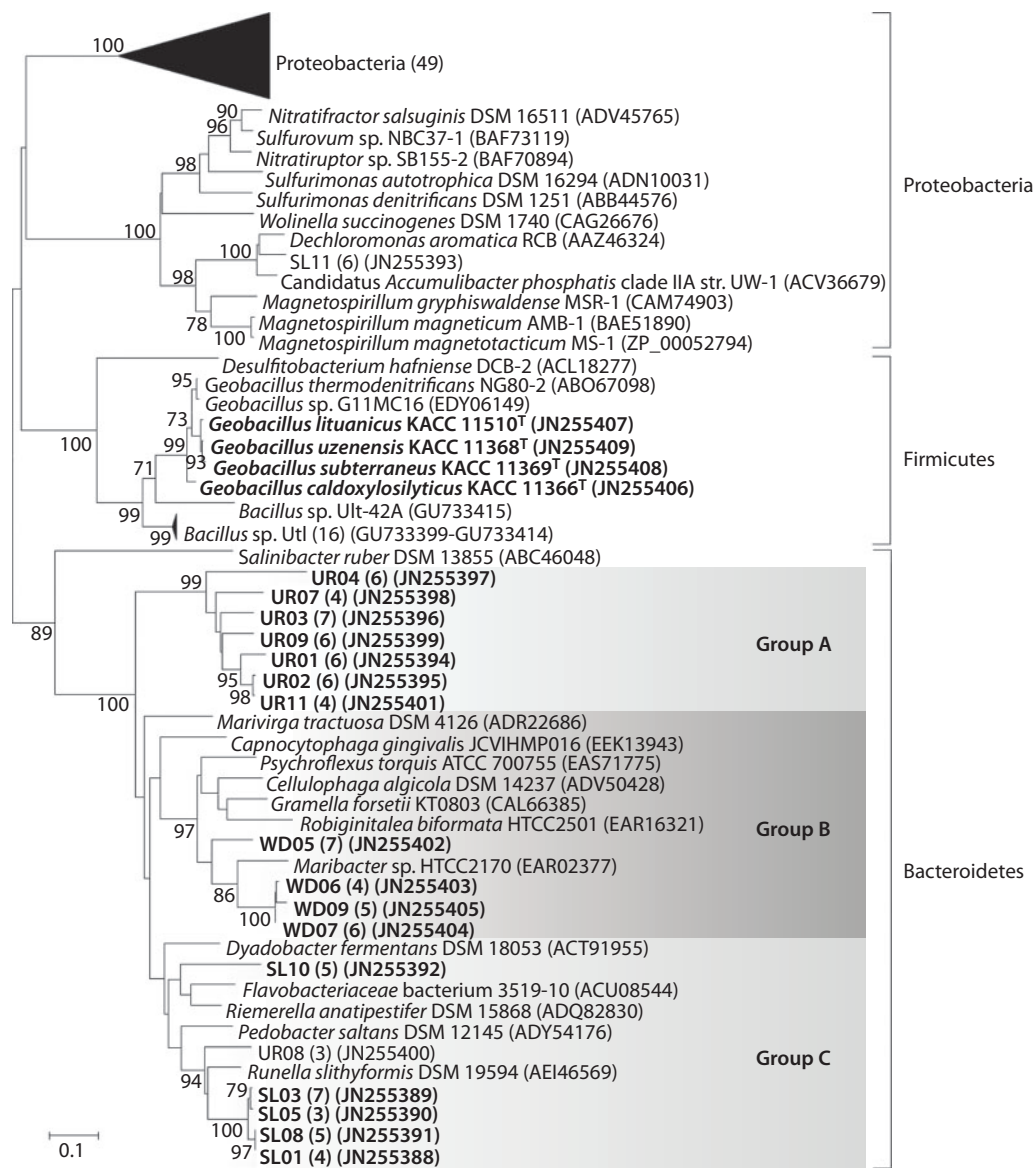 100
Proteobacteria (49)
90
Nitratifractor salsuginis DSM 16511 (ADV45765)
96
Sulfurovum sp. NBC37-1 (BAF73119)
Nitratiruptor sp. SB155-2 (BAF70894)
98
Sulfurimonas autotrophica DSM 16294 (ADN10031)
Proteobacteria
Sulfurimonas denitrificans DSM 1251 (ABB44576)
Wolinella succinogenes DSM 1740 (CAG26676)
100
Dechloromonas aromatica RCB (AAZ46324)
100
SL11 (6) (JN255393)
98
Candidatus Accumulibacter phosphatis clade IIA str. UW-1 (ACV36679)
Magnetospirillum gryphiswaldense MSR-1 (CAM74903)
78
Magnetospirillum magneticum AMB-1 (BAE51890)
100
Magnetospirillum magnetotacticum MS-1 (ZP_00052794)
Desulfitobacterium hafniense DCB-2 (ACL18277)
95
Geobacillus thermodenitrificans NG80-2 (ABO67098)
Geobacillus sp. G11MC16 (EDY06149)
73
Geobacillus lituanicus KACC 11510ᵀ (JN255407)
100
99
Geobacillus uzenensis KACC 11368ᵀ (JN255409)
Firmicutes
71
93
Geobacillus subterraneus KACC 11369ᵀ (JN255408)
Geobacillus caldoxylosilyticus KACC 11366ᵀ (JN255406)
99
Bacillus sp. Ult-42A (GU733415)
99
Bacillus sp. Utl (16) (GU733399-GU733414)
Salinibacter ruber DSM 13855 (ABC46048)
99
UR04 (6) (JN255397)
UR07 (4) (JN255398)
UR03 (7) (JN255396)
89
UR09 (6) (JN255399)
Group A
UR01 (6) (JN255394)
95
UR02 (6) (JN255395)
100
98
UR11 (4) (JN255401)
Marivirga tractuosa DSM 4126 (ADR22686)
Capnocytophaga gingivalis JCVIHMP016 (EEK13943)
Psychroflexus torquis ATCC 700755 (EAS71775)
Cellulophaga algicola DSM 14237 (ADV50428)
Gramella forsetii KT0803 (CAL66385)
97
Robiginitalea biformata HTCC2501 (EAR16321)
Group B
WD05 (7) (JN255402)
Maribacter sp. HTCC2170 (EAR02377)
Bacteroidetes
86
WD06 (4) (JN255403)
100
WD09 (5) (JN255405)
WD07 (6) (JN255404)
Dyadobacter fermentans DSM 18053 (ACT91955)
SL10 (5) (JN255392)
Flavobacteriaceae bacterium 3519-10 (ACU08544)
Riemerella anatipestifer DSM 15868 (ADQ82830)
Pedobacter saltans DSM 12145 (ADY54176)
UR08 (3) (JN255400)
Group C
94
Runella slithyformis DSM 19594 (AEI46569)
79
SL03 (7) (JN255389)
SL05 (3) (JN255390)
100
SL08 (5) (JN255391)
0.1
97
SL01 (4) (JN255388)